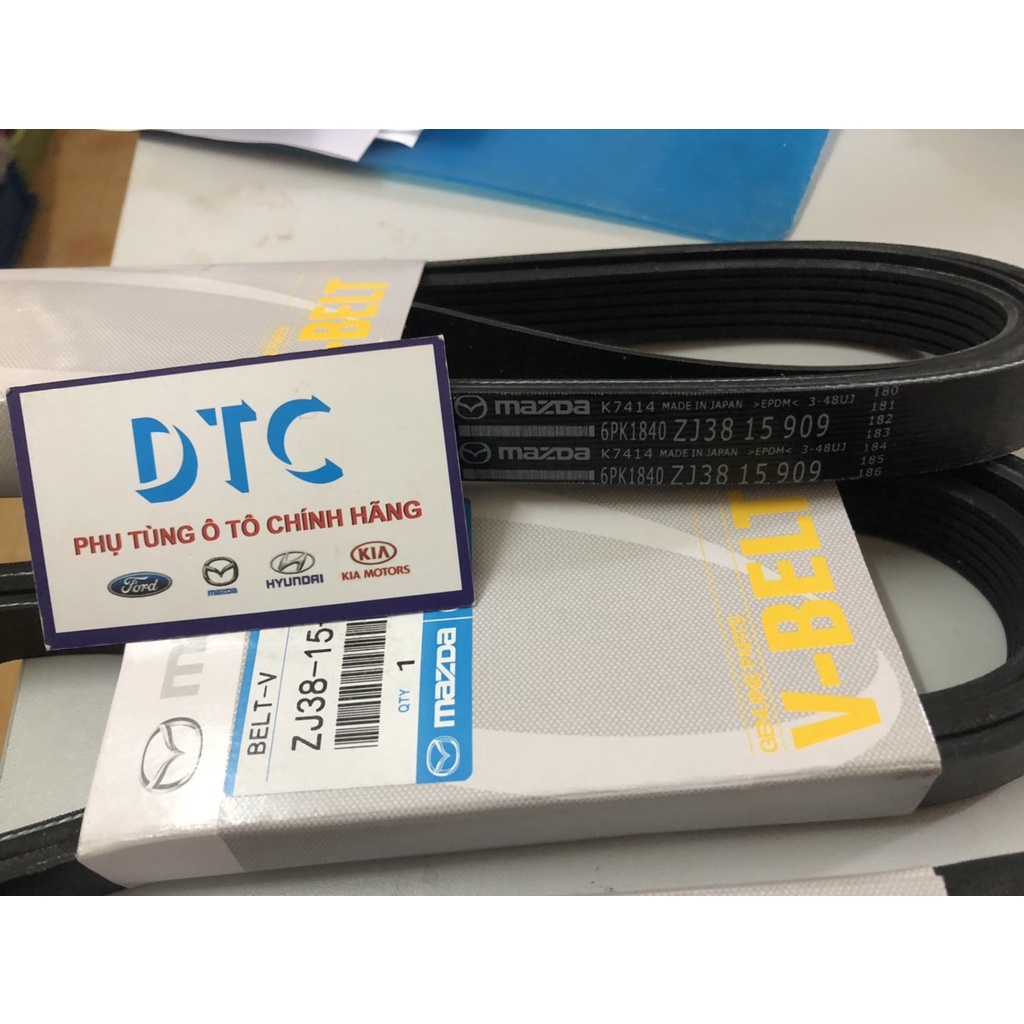 V-BELT
DTC
PHỤ TÙNG Ô TÔ CHÍNH HÃNG
Ford
mazda
HYUNDAI
KIA
KIA MOTORS
mazda K7414 MADE IN JAPAN >EPDM< 3-48UJ
6PK1840 ZJ38 15 909
mazda K7414 MADE IN JAPAN >EPDM< 3-48UJ
6PK1840 ZJ38 15 909
180
181
182
183
184
185
186
BELT-V
ZJ38-15-
QTY 1
mazda
GENUINE PARTS
V-BELT